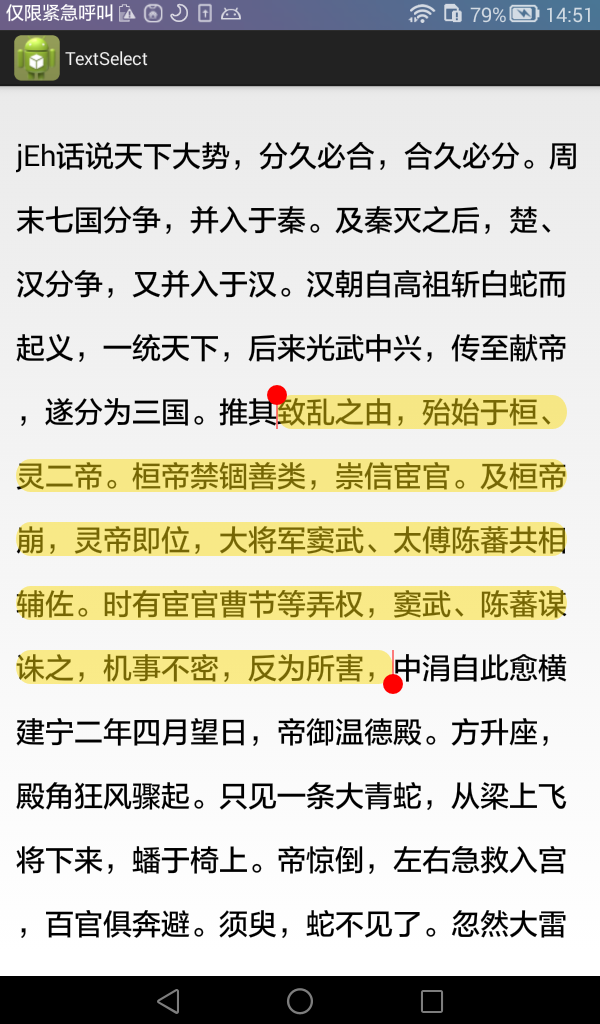 仅限紧急呼叫 79% 14:51
TextSelect
jEh话说天下大势，分久必合，合久必分。周
末七国分争，并入于秦。及秦灭之后，楚、
汉分争，又并入于汉。汉朝自高祖斩白蛇而
起义，一统天下，后来光武中兴，传至献帝
，遂分为三国。推其致乱之由，殆始于桓、
灵二帝。桓帝禁锢善类，崇信宦官。及桓帝
崩，灵帝即位，大将军窦武、太傅陈蕃共相
辅佐。时有宦官曹节等弄权，窦武、陈蕃谋
诛之，机事不密，反为所害，中涓自此愈横
建宁二年四月望日，帝御温德殿。方升座，
殿角狂风骤起。只见一条大青蛇，从梁上飞
将下来，蟠于椅上。帝惊倒，左右急救入宫
，百官俱奔避。须臾，蛇不见了。忽然大雷